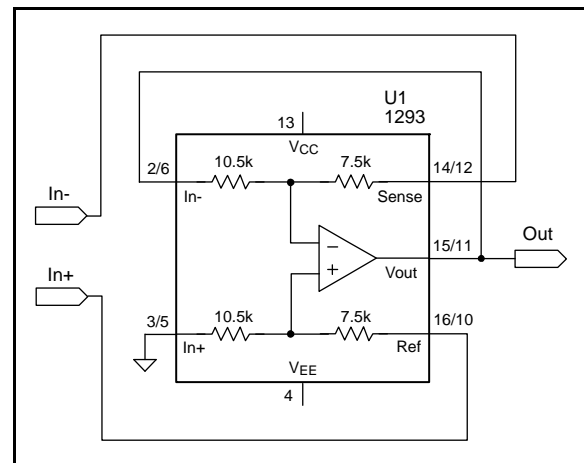 U1
1293
13
VCC
2/6
10.5k
7.5k
14/12
In-
In-
Sense
−
15/11
Out
+
Vout
In+
3/5
10.5k
7.5k
16/10
In+
Ref
VEE
4